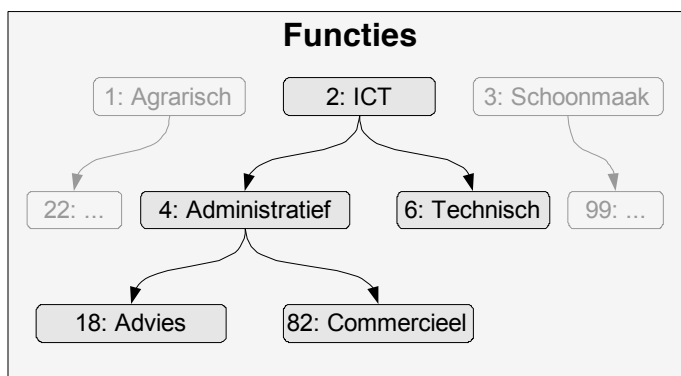 Functies
1: Agrarisch
2: ICT
3: Schoonmaak
22: ...
4: Administratief
6: Technisch
99: ...
18: Advies
82: Commercieel